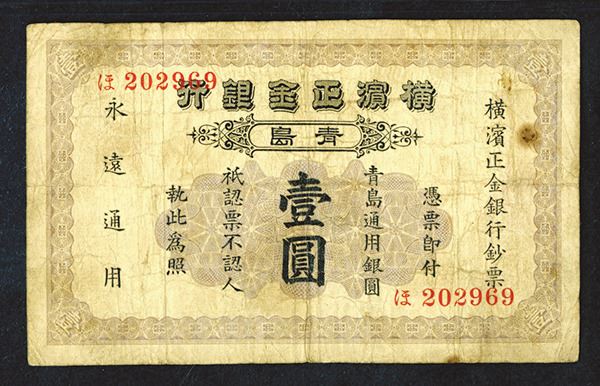 ほ 202969
行銀金正濱橫
島青
橫濱正金銀行鈔票
憑票即付
青島通用銀圓
壹圓
祇認票不認人
執此爲照
永遠通用
ほ 202969